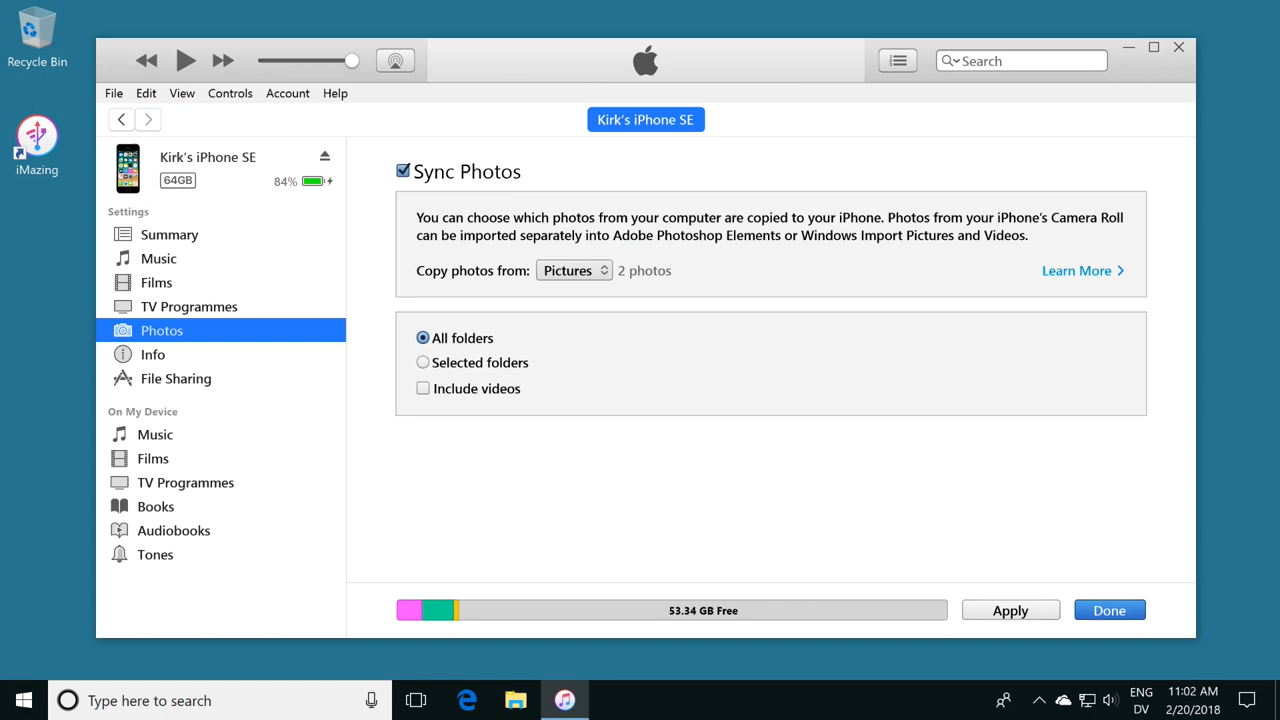 Recycle Bin
iMazing
Search
File Edit View Controls Account Help
Kirk's iPhone SE
Kirk's iPhone SE
64GB 84%
Settings
Summary
Music
Films
TV Programmes
Photos
Info
File Sharing
On My Device
Music
Films
TV Programmes
Books
Audiobooks
Tones
Sync Photos
You can choose which photos from your computer are copied to your iPhone. Photos from your iPhone's Camera Roll
can be imported separately into Adobe Photoshop Elements or Windows Import Pictures and Videos.
Copy photos from: Pictures 2 photos Learn More
All folders
Selected folders
Include videos
53.34 GB Free Apply Done
Type here to search
ENG
DV
11:02 AM
2/20/2018